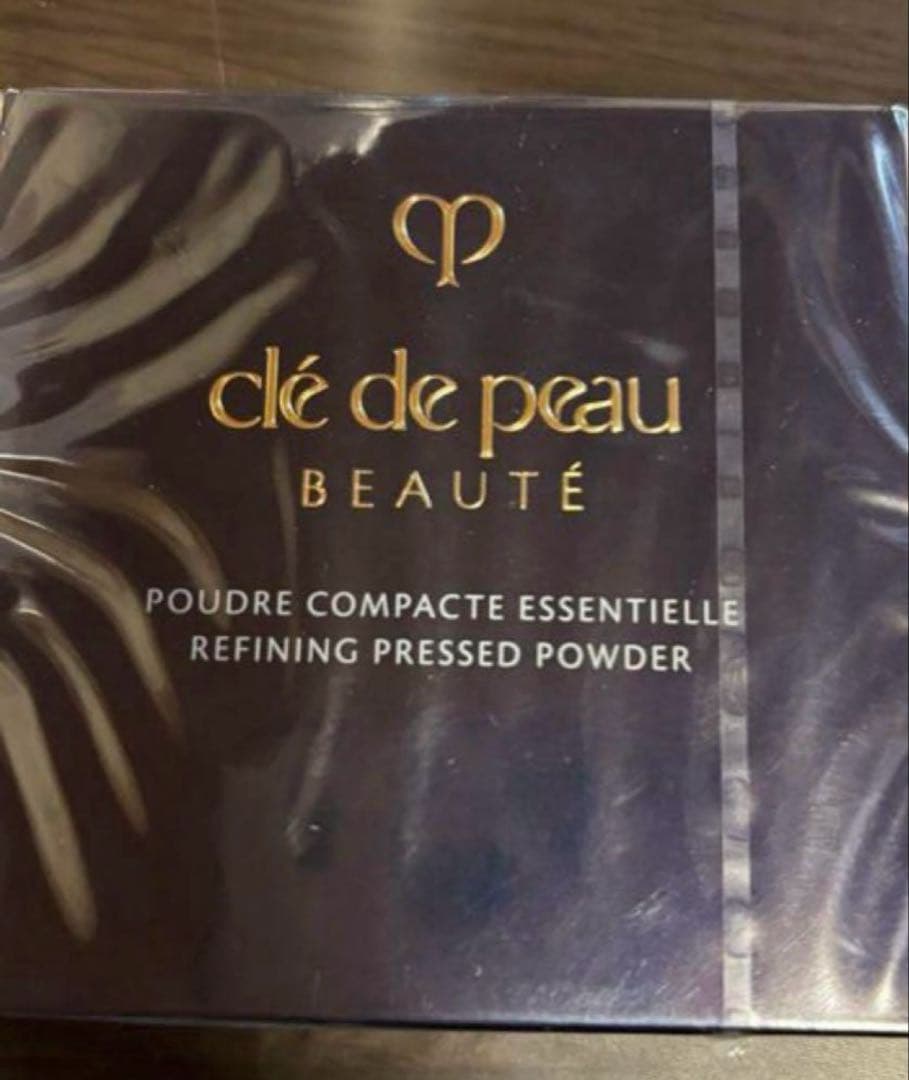 clé de peau
BEAUTÉ
POUDRE COMPACTE ESSENTIELLE
REFINING PRESSED POWDER